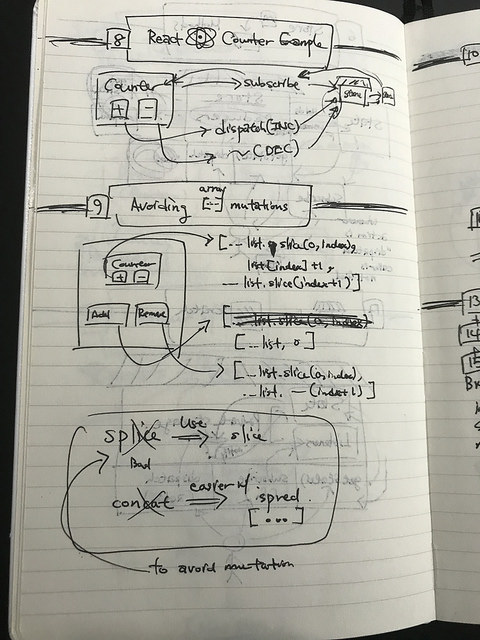 8 React Counter Example
Counter
+ -
subscribe
store
dispatch(INC)
~ (DEC)
9 Avoiding array [--] mutations
Counter
+ -
Add Remove
[... list.slice(0, index),
list[index]+1,
... list.slice(index+1)]
[... list.slice(0, index)
[... list, 0]
[... list.slice(0, index),
... list. — (index+1)]
splice Use ⇒ slice
Bad
concat easier w/ ⇒ spred
[...]
to avoid mutation
10
13
14
15